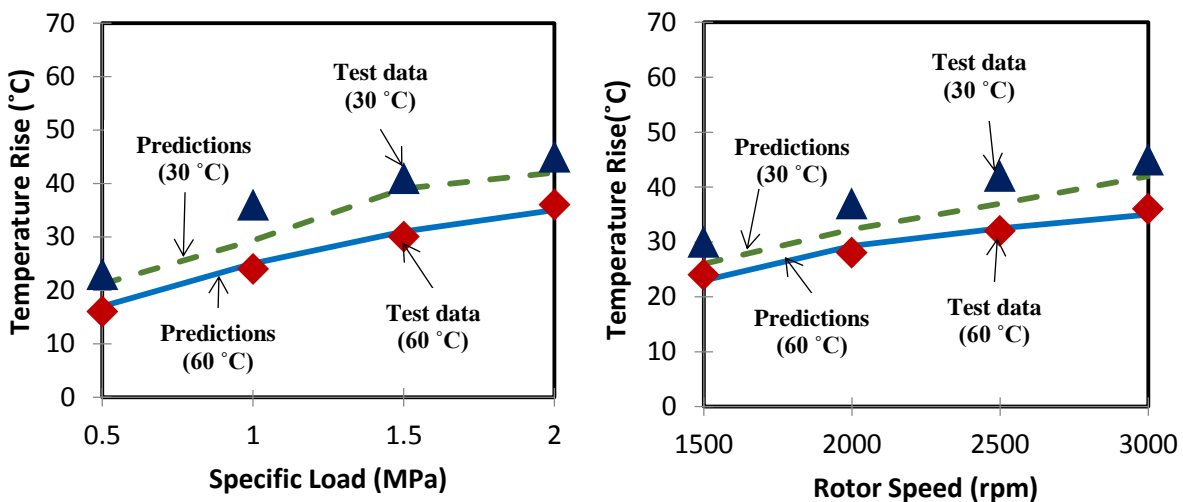 Temperature Rise (˚C)
70
60
50
40
30
20
10
0
Test data
(30 ˚C)
Predictions
(30 ˚C)
Predictions
(60 ˚C)
Test data
(60 ˚C)
0.5 1 1.5 2
Specific Load (MPa)
Temperature Rise(˚C)
70
60
50
40
30
20
10
0
Test data
(30 ˚C)
Predictions
(30 ˚C)
Predictions
(60 ˚C)
Test data
(60 ˚C)
1500 2000 2500 3000
Rotor Speed (rpm)